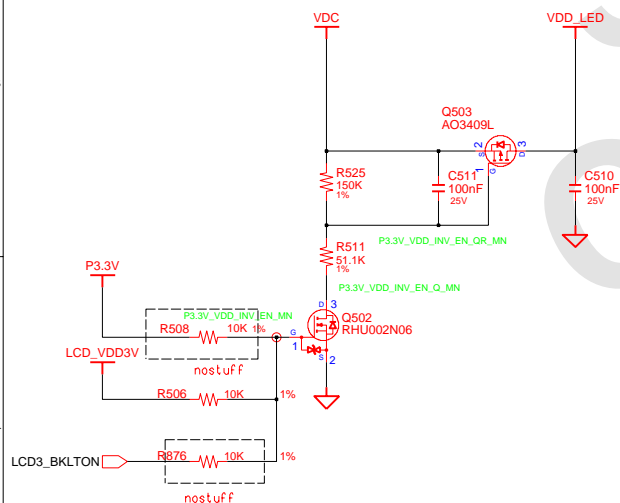 VDC
VDD_LED
Q503
AO3409L
2
S
D
3
1
G
R525
150K
1%
C511
100nF
25V
C510
100nF
25V
R511
51.1K
1%
P3.3V_VDD_INV_EN_QR_MN
P3.3V_VDD_INV_EN_Q_MN
P3.3V
D
3
P3.3V_VDD_INV_EN_MN
Q502
RHU002N06
R508
10K
1%
G
1
S
2
LCD_VDD3V
nostuff
R506
10K
1%
LCD3_BKLTON
R876
10K
1%
nostuff